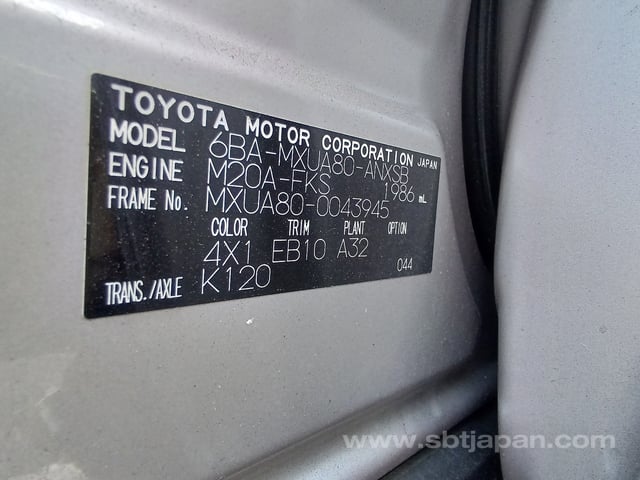 TOYOTA MOTOR CORPORATION JAPAN
MODEL 6BA-MXUA80-ANXSB
ENGINE M20A-FKS 1986 mL
FRAME No. MXUA80-0043945
COLOR TRIM PLANT OPTION
4X1 EB10 A32
TRANS./AXLE K120 044
www.sbtjapan.com